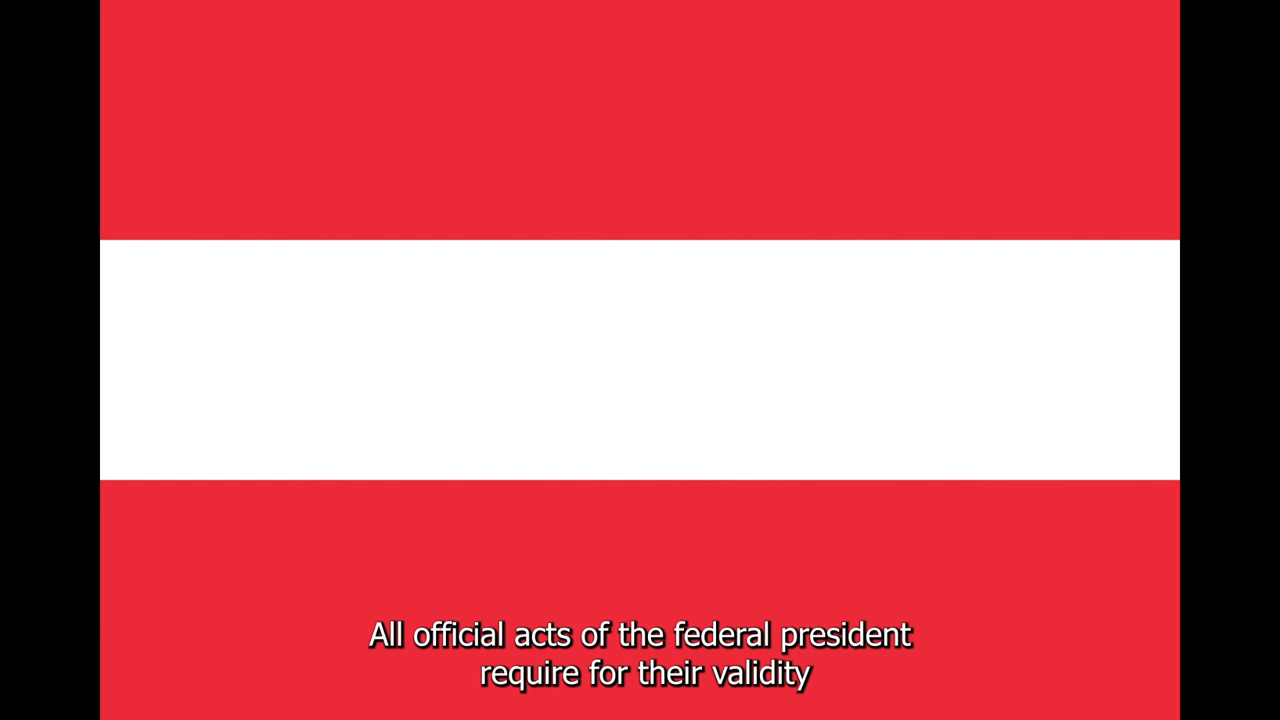 All official acts of the federal president
require for their validity